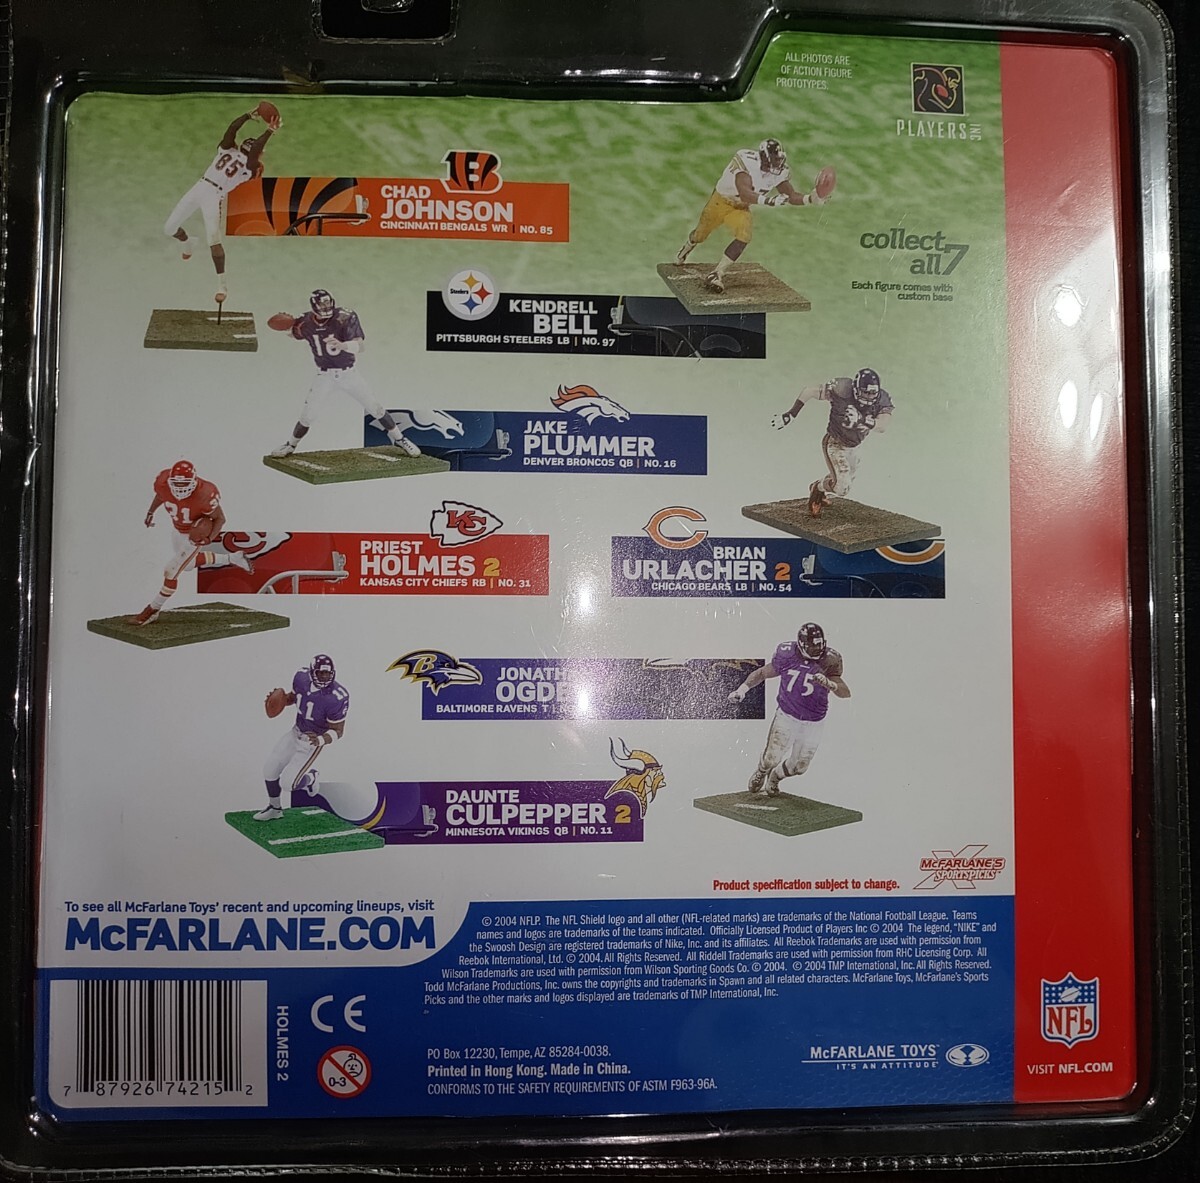 ALL PHOTOS ARE
OF ACTION FIGURE
PROTOTYPES.
PLAYERS INC
85
CHAD
JOHNSON
CINCINNATI BENGALS WR | NO. 85
collect
all 7
Each figure comes with
custom base
Steelers
KENDRELL
BELL
PITTSBURGH STEELERS LB | NO. 97
16
JAKE
PLUMMER
DENVER BRONCOS QB | NO. 16
31
KC
PRIEST
HOLMES 2
KANSAS CITY CHIEFS RB | NO. 31
C
BRIAN
URLACHER 2
CHICAGO BEARS LB | NO. 54
B
JONATH
OGDE
BALTIMORE RAVENS T |
75
11
DAUNTE
CULPEPPER 2
MINNESOTA VIKINGS QB | NO. 11
McFARLANE'S
SPORTSPICKS™
Product specification subject to change.
To see all McFarlane Toys' recent and upcoming lineups, visit
McFARLANE.COM
© 2004 NFLP. The NFL Shield logo and all other (NFL-related marks) are trademarks of the National Football League. Teams
names and logos are trademarks of the teams indicated. Officially Licensed Product of Players Inc © 2004 The legend, "NIKE" and
the Swoosh Design are registered trademarks of Nike, Inc. and its affiliates. All Reebok Trademarks are used with permission from
Reebok International, Ltd. © 2004. All Rights Reserved. All Riddell Trademarks are used with permission from RHC Licensing Corp. All
Wilson Trademarks are used with permission from Wilson Sporting Goods Co. © 2004. © 2004 TMP International, Inc. All Rights Reserved.
Todd McFarlane Productions, Inc. owns the copyrights and trademarks in Spawn and all related characters. McFarlane Toys, McFarlane's Sports
Picks and the other marks and logos displayed are trademarks of TMP International, Inc.
HOLMES 2
CE
0-3
7 87926 74215 2
PO Box 12230, Tempe, AZ 85284-0038.
Printed in Hong Kong. Made in China.
CONFORMS TO THE SAFETY REQUIREMENTS OF ASTM F963-96A.
McFARLANE TOYS™
IT'S AN ATTITUDE™
NFL
VISIT NFL.COM